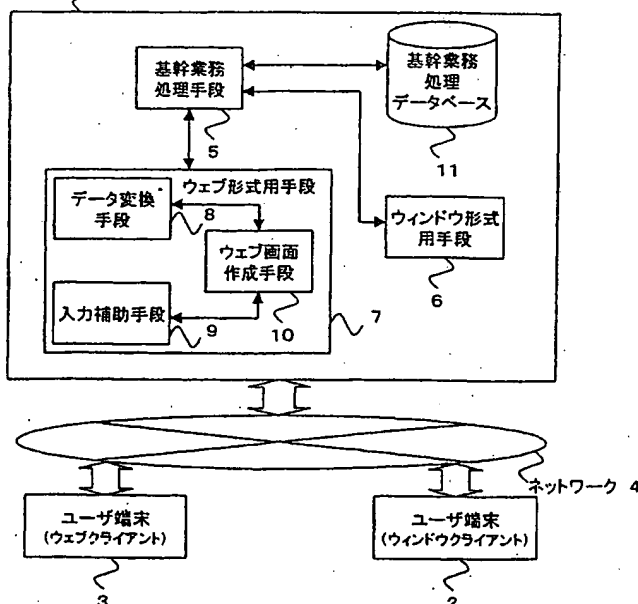 基幹業務
処理手段
5
基幹業務
処理
データベース
11
ウェブ形式用手段
データ変換
手段
8
ウェブ画面
作成手段
10
入力補助手段
9
7
ウィンドウ形式
用手段
6
ネットワーク 4
ユーザ端末
(ウェブクライアント)
3
ユーザ端末
(ウィンドウクライアント)
2